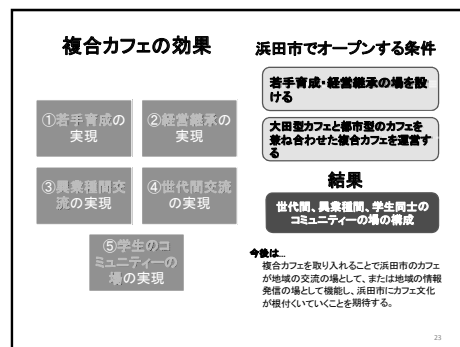 複合カフェの効果
①若手育成の
実現
②経営継承の
実現
③異業種間交
流の実現
④世代間交流
の実現
⑤学生のコ
ミュニティーの
場の実現
浜田市でオープンする条件
若手育成・経営継承の場を設
ける
大田型カフェと都市型のカフェを
兼ね合わせた複合カフェを運営す
る
結果
世代間、異業種間、学生同士の
コミュニティーの場の構成
今後は…
複合カフェを取り入れることで浜田市のカフェ
が地域の交流の場として、または地域の情報
発信の場として機能し、浜田市にカフェ文化
が根付くいていくことを期待する。
23